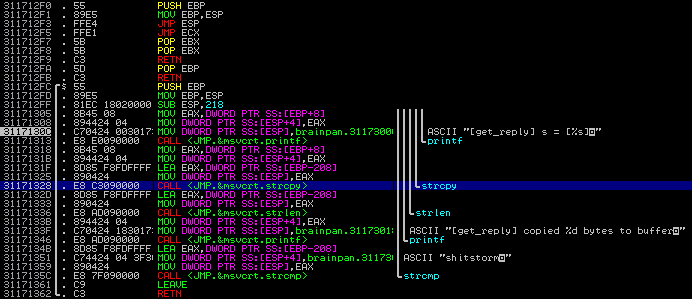 311712F0 . 55 PUSH EBP
311712F1 . 89E5 MOV EBP,ESP
311712F3 . FFE4 JMP ESP
311712F5 . FFE1 JMP ECX
311712F7 . 5B POP EBX
311712F8 . 5B POP EBX
311712F9 . C3 RETN
311712FA . 5D POP EBP
311712FB . C3 RETN
311712FC $ 55 PUSH EBP
311712FD . 89E5 MOV EBP,ESP
311712FF . 81EC 18020000 SUB ESP,218
31171305 . 8B45 08 MOV EAX,DWORD PTR SS:[EBP+8]
31171308 . 894424 04 MOV DWORD PTR SS:[ESP+4],EAX
3117130C . C70424 003017 MOV DWORD PTR SS:[ESP],brainpan.3117300 ASCII "[get_reply] s = [%s]"
31171313 . E8 E0090000 CALL <JMP.&msvcrt.printf> printf
31171318 . 8B45 08 MOV EAX,DWORD PTR SS:[EBP+8]
3117131B . 894424 04 MOV DWORD PTR SS:[ESP+4],EAX
3117131F . 8D85 F8FDFFFF LEA EAX,DWORD PTR SS:[EBP-208]
31171325 . 890424 MOV DWORD PTR SS:[ESP],EAX
31171328 . E8 C3090000 CALL <JMP.&msvcrt.strcpy> strcpy
3117132D . 8D85 F8FDFFFF LEA EAX,DWORD PTR SS:[EBP-208]
31171333 . 890424 MOV DWORD PTR SS:[ESP],EAX
31171336 . E8 AD090000 CALL <JMP.&msvcrt.strlen> strlen
3117133B . 894424 04 MOV DWORD PTR SS:[ESP+4],EAX
3117133F . C70424 183017 MOV DWORD PTR SS:[ESP],brainpan.3117301 ASCII "[get_reply] copied %d bytes to buffer"
31171346 . E8 AD090000 CALL <JMP.&msvcrt.printf> printf
3117134B . 8D85 F8FDFFFF LEA EAX,DWORD PTR SS:[EBP-208]
31171351 . C74424 04 3F30 MOV DWORD PTR SS:[ESP+4],brainpan.31173 ASCII "shitstorm"
31171359 . 890424 MOV DWORD PTR SS:[ESP],EAX
3117135C . E8 7F090000 CALL <JMP.&msvcrt.strcmp> strcmp
31171361 . C9 LEAVE
31171362 . C3 RETN